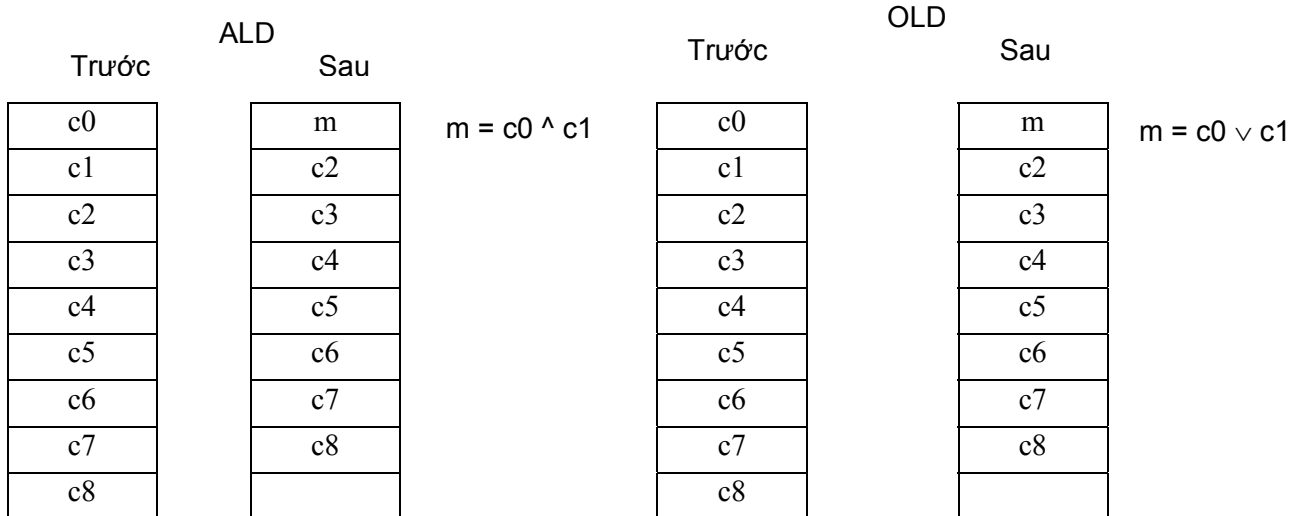 ALD
OLD
Trước
Sau
Trước
Sau
c0
m
m = c0 ^ c1
c0
m
m = c0 ∨ c1
c1
c2
c1
c2
c2
c3
c2
c3
c3
c4
c3
c4
c4
c5
c4
c5
c5
c6
c5
c6
c6
c7
c6
c7
c7
c8
c7
c8
c8
c8